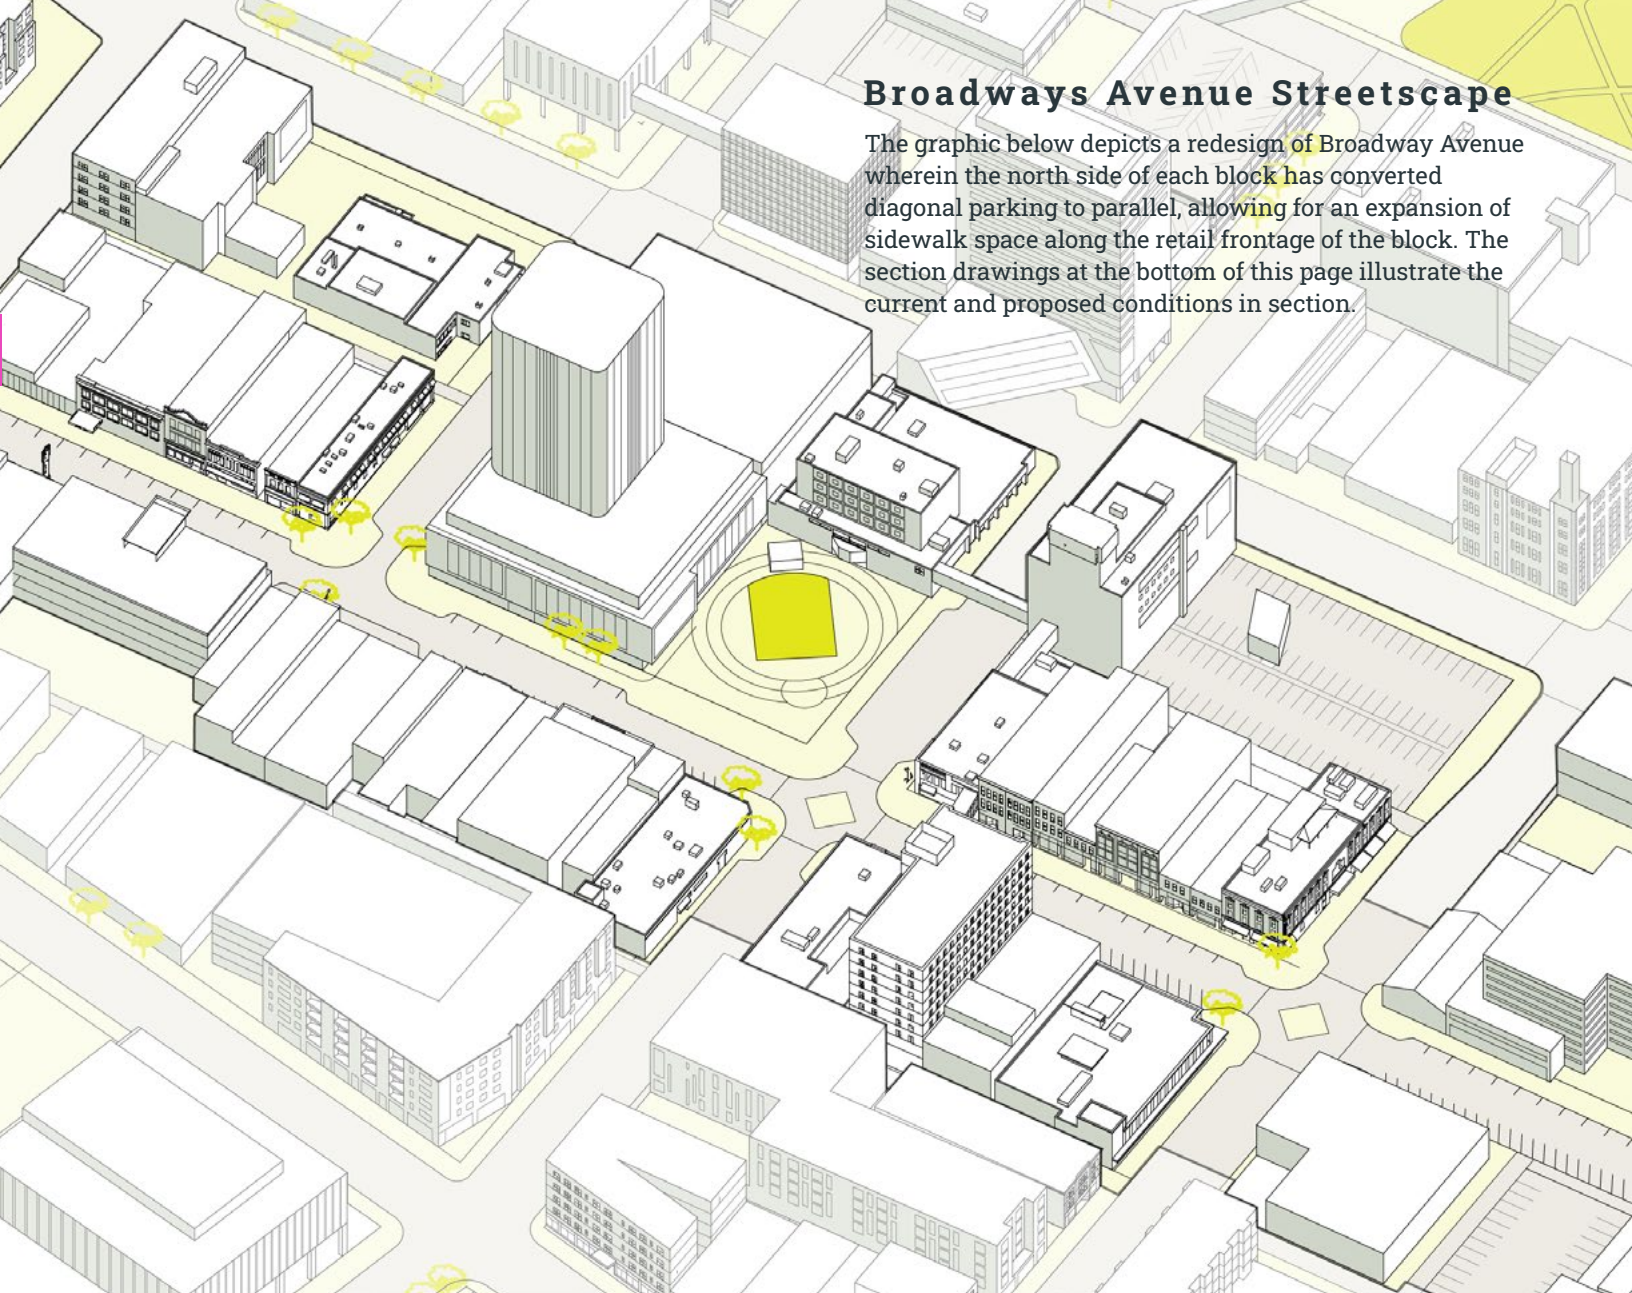 Broadways Avenue Streetscape
The graphic below depicts a redesign of Broadway Avenue
wherein the north side of each block has converted
diagonal parking to parallel, allowing for an expansion of
sidewalk space along the retail frontage of the block. The
section drawings at the bottom of this page illustrate the
current and proposed conditions in section.